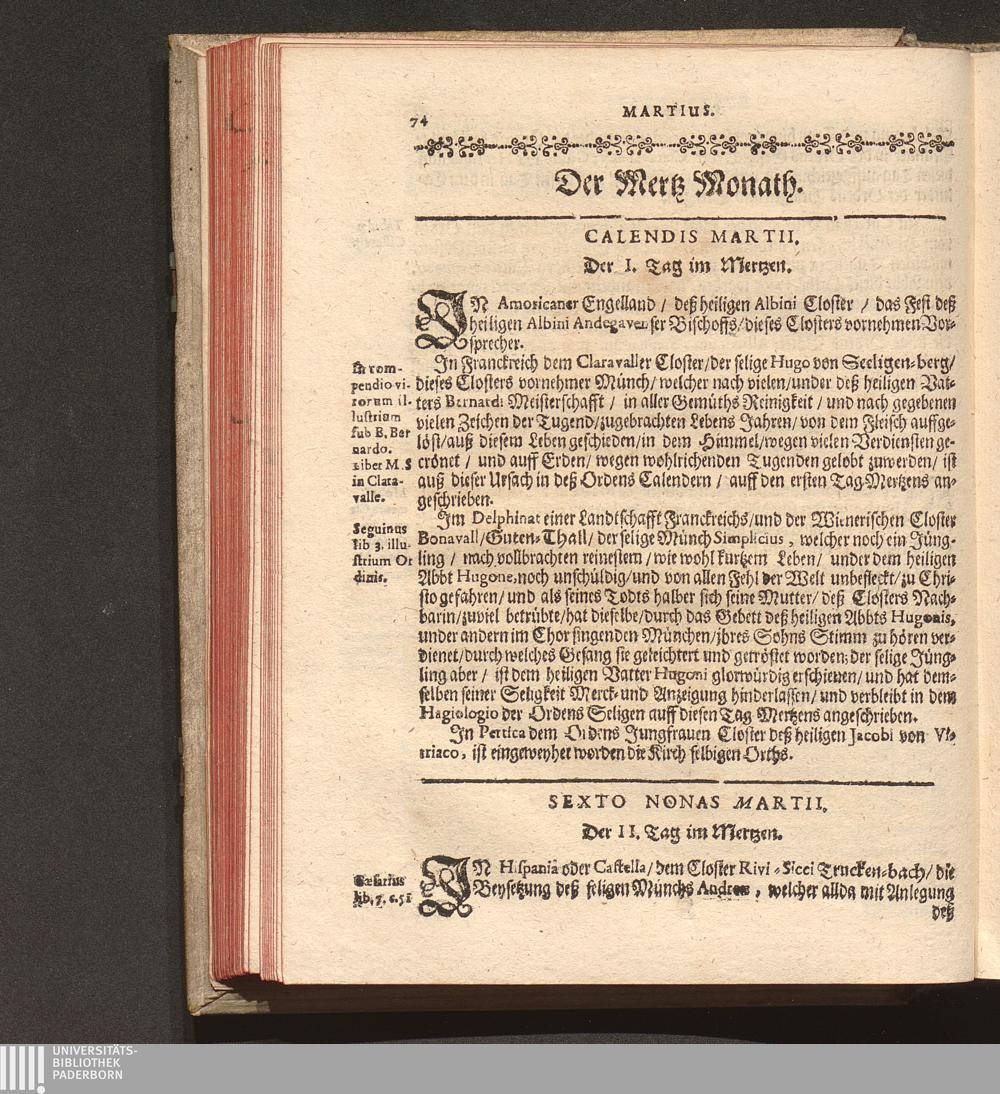 74
MARTIUS.
Der Mertz Monath.
CALENDIS MARTII.
Der I. Tag im Mertzen.
IN Amoricaner Engelland / deß heiligen Albini Closter / das Fest deß
heiligen Albini Andegavenser Bischoffs/dieses Closters vornehmen Vor-
sprecher.
In Franckreich dem Claravaller Closter/der selige Hugo von Seeligen-berg/
dieses Closters vornehmer Münch/ welcher nach vielen/under deß heiligen Vat-
ters Bernardi Meisterschafft / in aller Gemüths Reinigkeit / und nach gegebenen
vielen Zeichen der Tugend/zugebrachten Lebens Jahren/ von dem Fleisch auffge-
löst/auß diesem Leben geschieden/in dem Himmel/wegen vielen Verdiensten ge-
crönet / und auff Erden/ wegen wohlrichenden Tugenden gelobt zuwerden/ ist
auß dieser Ursach in deß Ordens Calendern / auff den ersten Tag Mertzens an-
geschrieben.
In com-
pendio vi-
rorum il-
lustrium
sub B. Ber
nardo.
Liber M.S
in Clara-
valle.
Im Delphinat einer Landtschafft Franckreichs/und der Wienerischen Closter
Bonavall/Guten-Thall/ der selige Münch Simplicius, welcher noch ein Jüng-
ling / nach vollbrachten reinestem / wie wohl kurtzem Leben/ under dem heiligen
Abbt Hugone, noch unschüldig/und von allen Fehl der Welt unbefleckt/zu Chri-
sto gefahren/ und als seines Todts halber sich seine Mutter/ deß Closters Nach-
barin/zuviel betrübte/hat dieselbe/durch das Gebett deß heiligen Abbts Hugonis,
under andern im Chor singenden München/ihres Sohns Stimm zu hören ver-
dienet/durch welches Gesang sie geleichtert und getröstet worden; der selige Jüng-
ling aber / ist dem heiligen Vatter Hugoni glorwürdig erschienen/ und hat dem-
selben seiner Seligkeit Merck- und Anzeigung hinderlassen/ und verbleibt in dem
Hagiologio der Ordens Seligen auff diesen Tag Mertzens angeschrieben.
Seguinus
lib 3. illu-
strium Or
dinis.
In Pertica dem Ordens Jungfrauen Closter deß heiligen Jacobi von Vi-
triaco, ist eingeweyhet worden die Kirch selbigen Orths.
SEXTO NONAS MARTII.
Der II. Tag im Mertzen.
IN Hispaniâ oder Castella/ dem Closter Rivi-Sicci Trucken-bach/ die
Beysetzung deß seligen Münchs Andreæ, welcher allda mit Anlegung
deß
Cæsarius
lib. 7. c. 51
UNIVERSITÄTS-
BIBLIOTHEK
PADERBORN